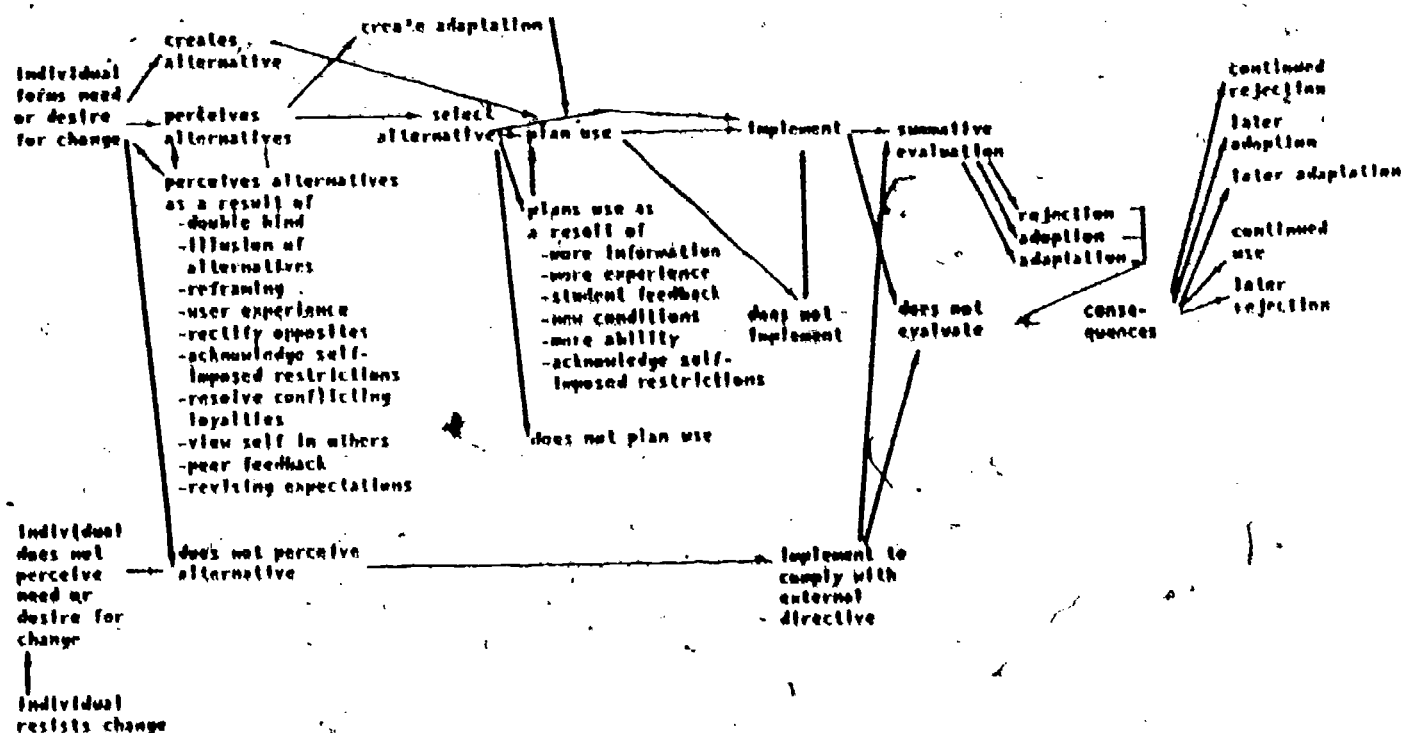 create adaptation
creates
alternative
individual
forms need
or desire
for change
perceives
alternatives
select
alternative
plan use
implement
summative
evaluation
continued
rejection
later
adoption
later adaptation
continued
use
later
rejection
perceives alternatives
as a result of
-double bind
-illusion of
alternatives
-reframing
-user experience
-rectify opposites
-acknowledge self-
imposed restrictions
-resolve conflicting
loyalties
-view self in others
-peer feedback
-revising expectations
plans use as
a result of
-more information
-more experience
-student feedback
-new conditions
-more ability
-acknowledge self-
imposed restrictions
does not plan use
does not
implement
does not
evaluate
rejection
adoption
adaptation
conse-
quences
individual
does not
perceive
need or
desire for
change
does not perceive
alternative
implement to
comply with
external
directive
individual
resists change